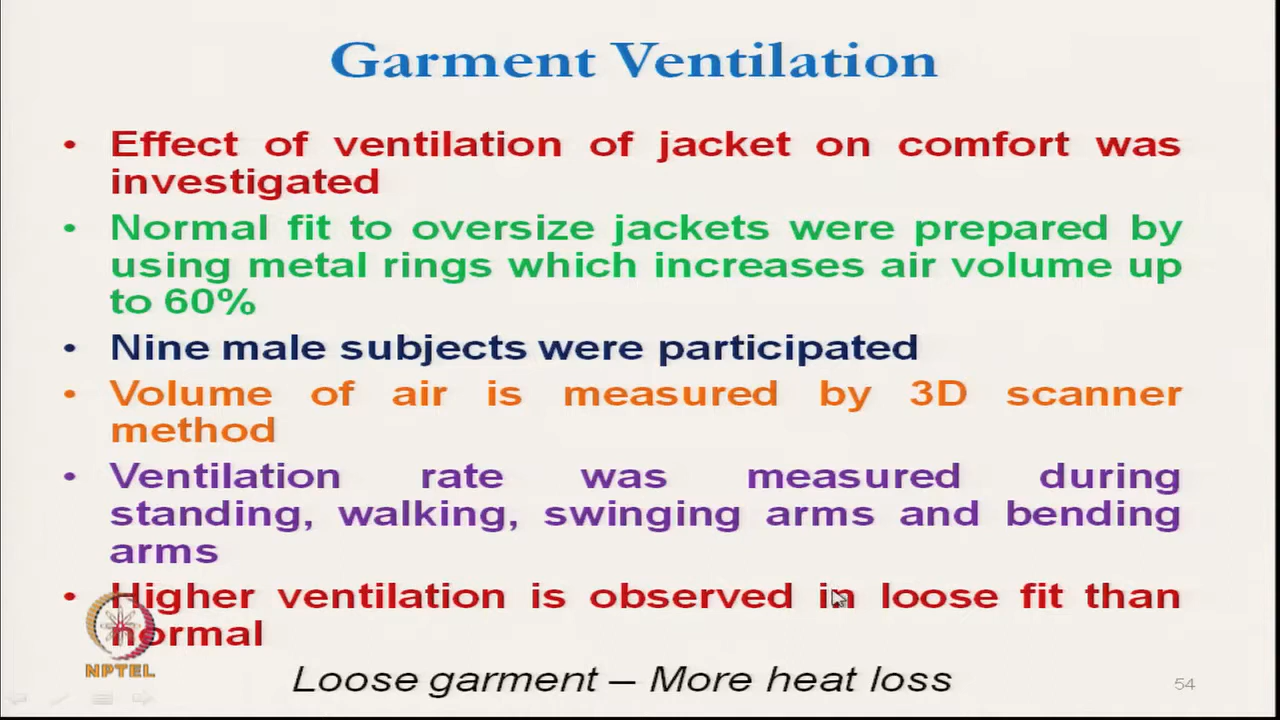 Garment Ventilation
• Effect of ventilation of jacket on comfort was
investigated
• Normal fit to oversize jackets were prepared by
using metal rings which increases air volume up
to 60%
• Nine male subjects were participated
• Volume of air is measured by 3D scanner
method
• Ventilation rate was measured during
standing, walking, swinging arms and bending
arms
• Higher ventilation is observed in loose fit than
normal
NPTEL
Loose garment – More heat loss
54